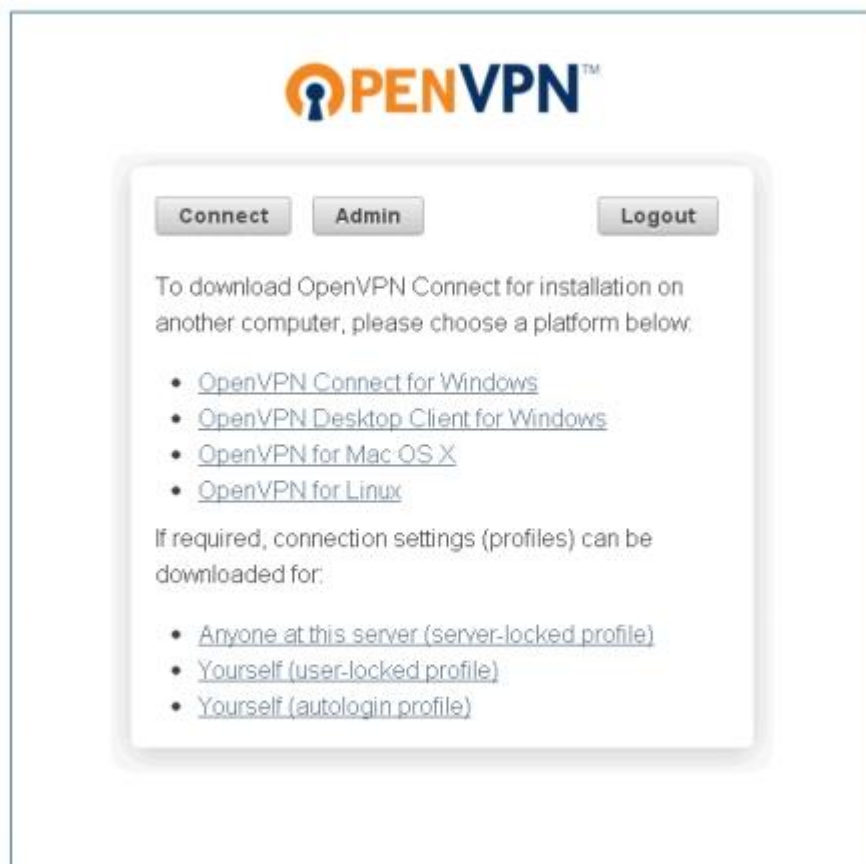 OPENVPN™
Connect Admin Logout
To download OpenVPN Connect for installation on
another computer, please choose a platform below:
• OpenVPN Connect for Windows
• OpenVPN Desktop Client for Windows
• OpenVPN for Mac OS X
• OpenVPN for Linux
If required, connection settings (profiles) can be
downloaded for:
• Anyone at this server (server-locked profile)
• Yourself (user-locked profile)
• Yourself (autologin profile)